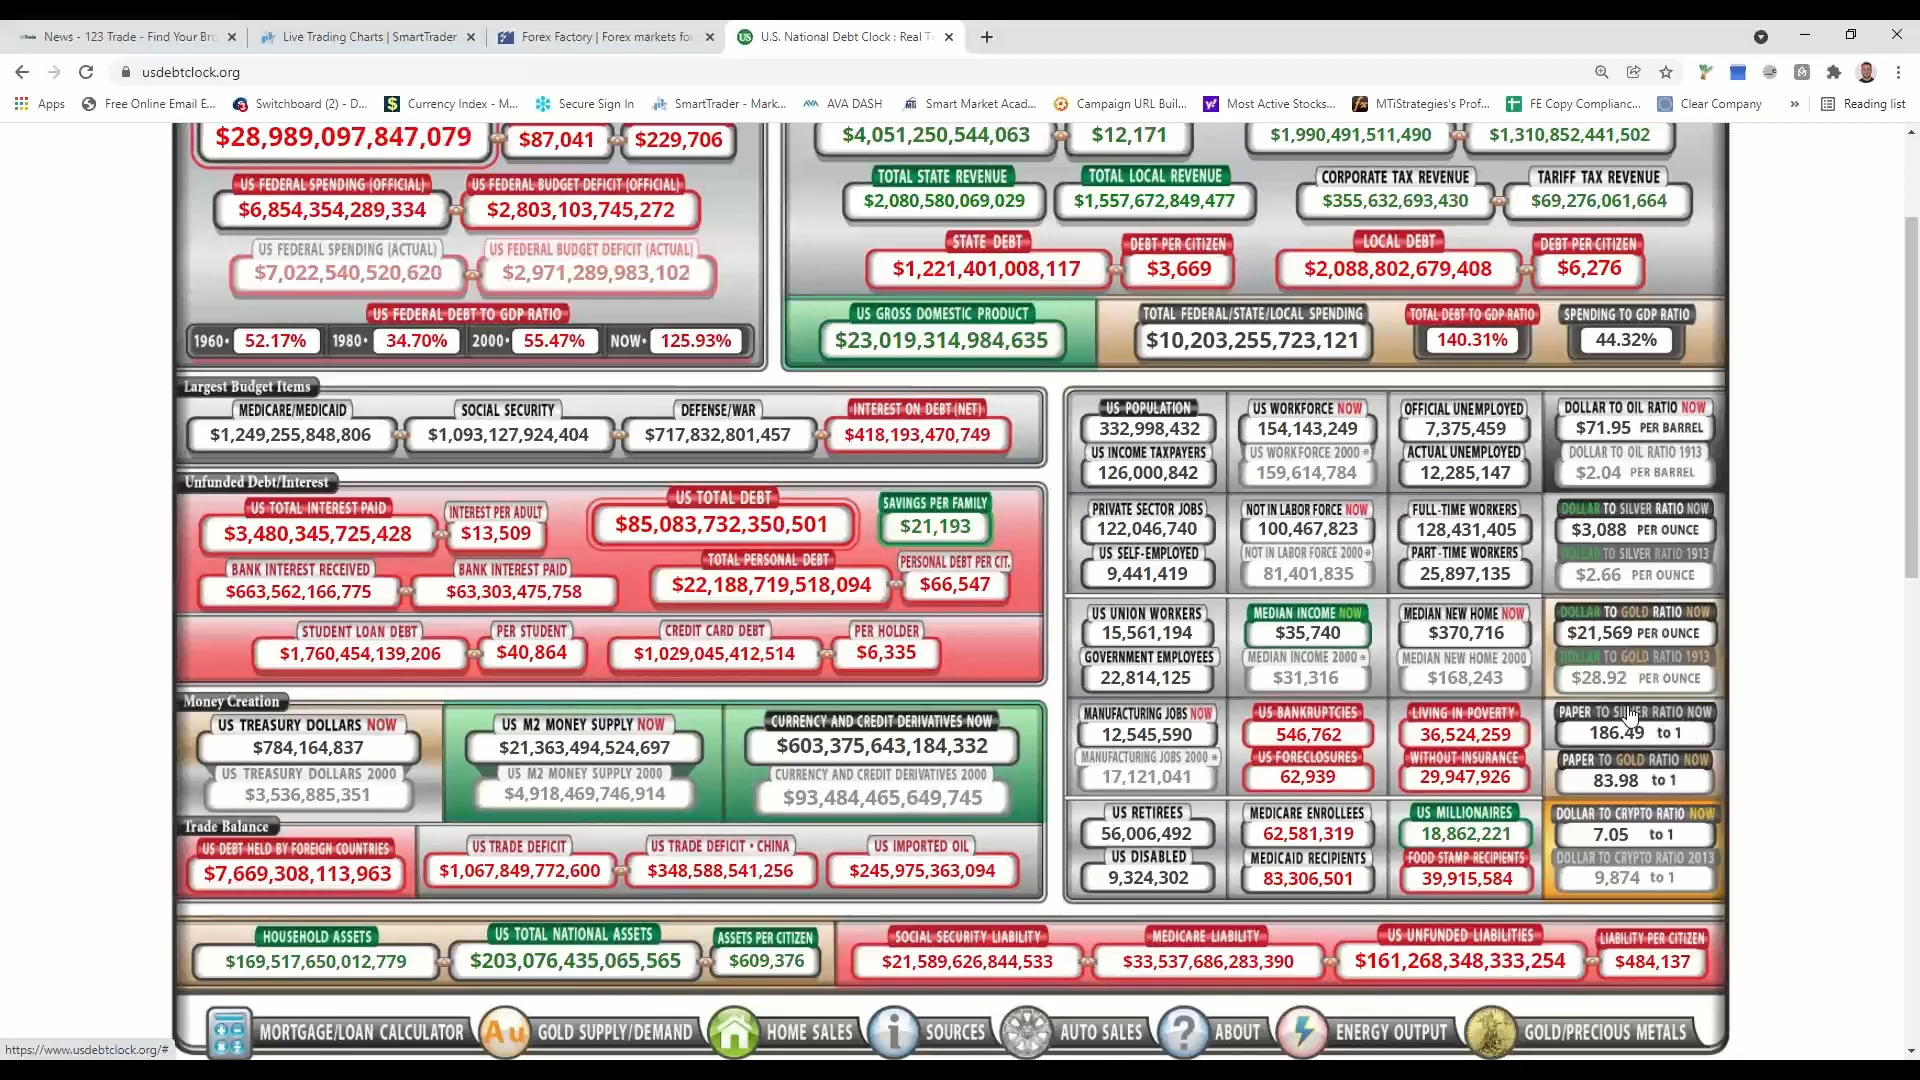 News - 123 Trade - Find Your Bro
Live Trading Charts | SmartTrader
Forex Factory | Forex markets for
U.S. National Debt Clock : Real T
usdebtclock.org
Apps
Free Online Email E...
Switchboard (2) - D...
Currency Index - M...
Secure Sign In
SmartTrader - Mark...
AVA DASH
Smart Market Acad...
Campaign URL Buil...
Most Active Stocks...
MTiStrategies's Prof...
FE Copy Complianc...
Clear Company
»
Reading list
$28,989,097,847,079
$87,041
$229,706
$4,051,250,544,063
$12,171
$1,990,491,511,490
$1,310,852,441,502
US FEDERAL SPENDING (OFFICIAL)
US FEDERAL BUDGET DEFICIT (OFFICIAL)
$6,854,354,289,334
$2,803,103,745,272
TOTAL STATE REVENUE
TOTAL LOCAL REVENUE
CORPORATE TAX REVENUE
TARIFF TAX REVENUE
$2,080,580,069,029
$1,557,672,849,477
$355,632,693,430
$69,276,061,664
US FEDERAL SPENDING (ACTUAL)
US FEDERAL BUDGET DEFICIT (ACTUAL)
$7,022,540,520,620
$2,971,289,983,102
STATE DEBT
DEBT PER CITIZEN
LOCAL DEBT
DEBT PER CITIZEN
$1,221,401,008,117
$3,669
$2,088,802,679,408
$6,276
US FEDERAL DEBT TO GDP RATIO
1960• 52.17% 1980• 34.70% 2000• 55.47% NOW• 125.93%
US GROSS DOMESTIC PRODUCT
$23,019,314,984,635
TOTAL FEDERAL/STATE/LOCAL SPENDING
$10,203,255,723,121
TOTAL DEBT TO GDP RATIO
140.31%
SPENDING TO GDP RATIO
44.32%
Largest Budget Items
MEDICARE/MEDICAID
SOCIAL SECURITY
DEFENSE/WAR
INTEREST ON DEBT (NET)
$1,249,255,848,806
$1,093,127,924,404
$717,832,801,457
$418,193,470,749
Unfunded Debt/Interest
US TOTAL INTEREST PAID
$3,480,345,725,428
INTEREST PER ADULT
$13,509
US TOTAL DEBT
$85,083,732,350,501
SAVINGS PER FAMILY
$21,193
BANK INTEREST RECEIVED
$663,562,166,775
BANK INTEREST PAID
$63,303,475,758
TOTAL PERSONAL DEBT
$22,188,719,518,094
PERSONAL DEBT PER CIT.
$66,547
STUDENT LOAN DEBT
$1,760,454,139,206
PER STUDENT
$40,864
CREDIT CARD DEBT
$1,029,045,412,514
PER HOLDER
$6,335
Money Creation
US TREASURY DOLLARS NOW
$784,164,837
US TREASURY DOLLARS 2000
$3,536,885,351
US M2 MONEY SUPPLY NOW
$21,363,494,524,697
US M2 MONEY SUPPLY 2000
$4,918,469,746,914
CURRENCY AND CREDIT DERIVATIVES NOW
$603,375,643,184,332
CURRENCY AND CREDIT DERIVATIVES 2000
$93,484,465,649,745
Trade Balance
US DEBT HELD BY FOREIGN COUNTRIES
$7,669,308,113,963
US TRADE DEFICIT
$1,067,849,772,600
US TRADE DEFICIT • CHINA
$348,588,541,256
US IMPORTED OIL
$245,975,363,094
US POPULATION
332,998,432
US INCOME TAXPAYERS
126,000,842
US WORKFORCE NOW
154,143,249
US WORKFORCE 2000 *
159,614,784
OFFICIAL UNEMPLOYED
7,375,459
ACTUAL UNEMPLOYED
12,285,147
DOLLAR TO OIL RATIO NOW
$71.95 PER BARREL
DOLLAR TO OIL RATIO 1913
$2.04 PER BARREL
PRIVATE SECTOR JOBS
122,046,740
US SELF-EMPLOYED
9,441,419
NOT IN LABOR FORCE NOW
100,467,823
NOT IN LABOR FORCE 2000 *
81,401,835
FULL-TIME WORKERS
128,431,405
PART-TIME WORKERS
25,897,135
DOLLAR TO SILVER RATIO NOW
$3,088 PER OUNCE
DOLLAR TO SILVER RATIO 1913
$2.66 PER OUNCE
US UNION WORKERS
15,561,194
GOVERNMENT EMPLOYEES
22,814,125
MEDIAN INCOME NOW
$35,740
MEDIAN INCOME 2000 *
$31,316
MEDIAN NEW HOME NOW
$370,716
MEDIAN NEW HOME 2000
$168,243
DOLLAR TO GOLD RATIO NOW
$21,569 PER OUNCE
DOLLAR TO GOLD RATIO 1913
$28.92 PER OUNCE
MANUFACTURING JOBS NOW
12,545,590
MANUFACTURING JOBS 2000 *
17,121,041
US BANKRUPTCIES
546,762
US FORECLOSURES
62,939
LIVING IN POVERTY
36,524,259
WITHOUT INSURANCE
29,947,926
PAPER TO SILVER RATIO NOW
186.49 to 1
PAPER TO GOLD RATIO NOW
83.98 to 1
US RETIREES
56,006,492
US DISABLED
9,324,302
MEDICARE ENROLLEES
62,581,319
MEDICAID RECIPIENTS
83,306,501
US MILLIONAIRES
18,862,221
FOOD STAMP RECIPIENTS
39,915,584
DOLLAR TO CRYPTO RATIO NOW
7.05 to 1
DOLLAR TO CRYPTO RATIO 2013
9,874 to 1
HOUSEHOLD ASSETS
$169,517,650,012,779
US TOTAL NATIONAL ASSETS
$203,076,435,065,565
ASSETS PER CITIZEN
$609,376
SOCIAL SECURITY LIABILITY
$21,589,626,844,533
MEDICARE LIABILITY
$33,537,686,283,390
US UNFUNDED LIABILITIES
$161,268,348,333,254
LIABILITY PER CITIZEN
$484,137
MORTGAGE/LOAN CALCULATOR
Au GOLD SUPPLY/DEMAND
HOME SALES
SOURCES
AUTO SALES
ABOUT
ENERGY OUTPUT
GOLD/PRECIOUS METALS
https://www.usdebtclock.org/#